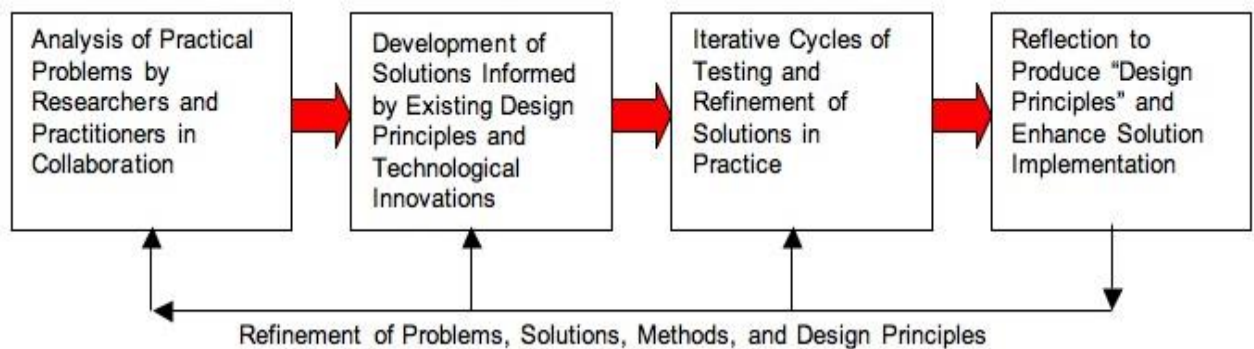 Analysis of Practical
Problems by
Researchers and
Practitioners in
Collaboration
Development of
Solutions Informed
by Existing Design
Principles and
Technological
Innovations
Iterative Cycles of
Testing and
Refinement of
Solutions in
Practice
Reflection to
Produce “Design
Principles” and
Enhance Solution
Implementation
Refinement of Problems, Solutions, Methods, and Design Principles